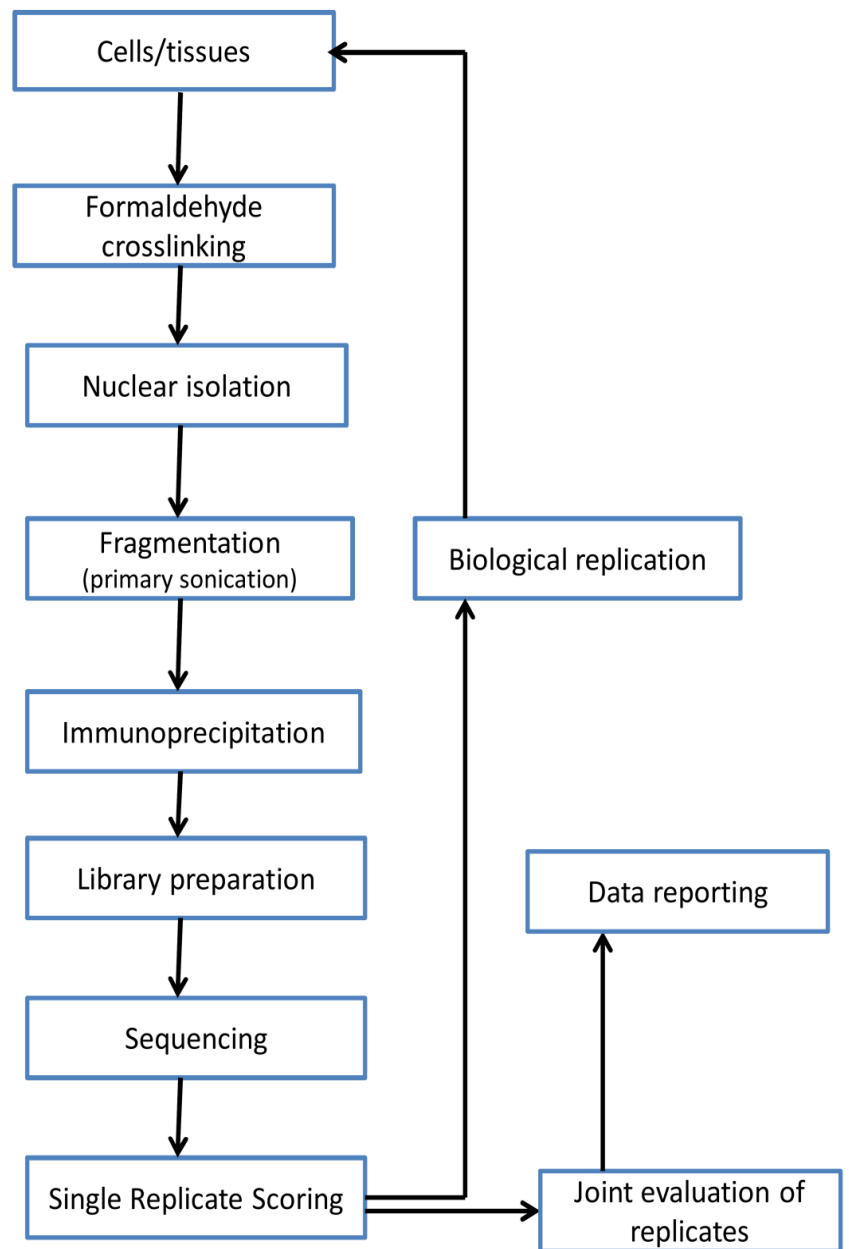 Cells/tissues
Formaldehyde
crosslinking
Nuclear isolation
Fragmentation
(primary sonication)
Biological replication
Immunoprecipitation
Library preparation
Data reporting
Sequencing
Single Replicate Scoring
Joint evaluation of
replicates